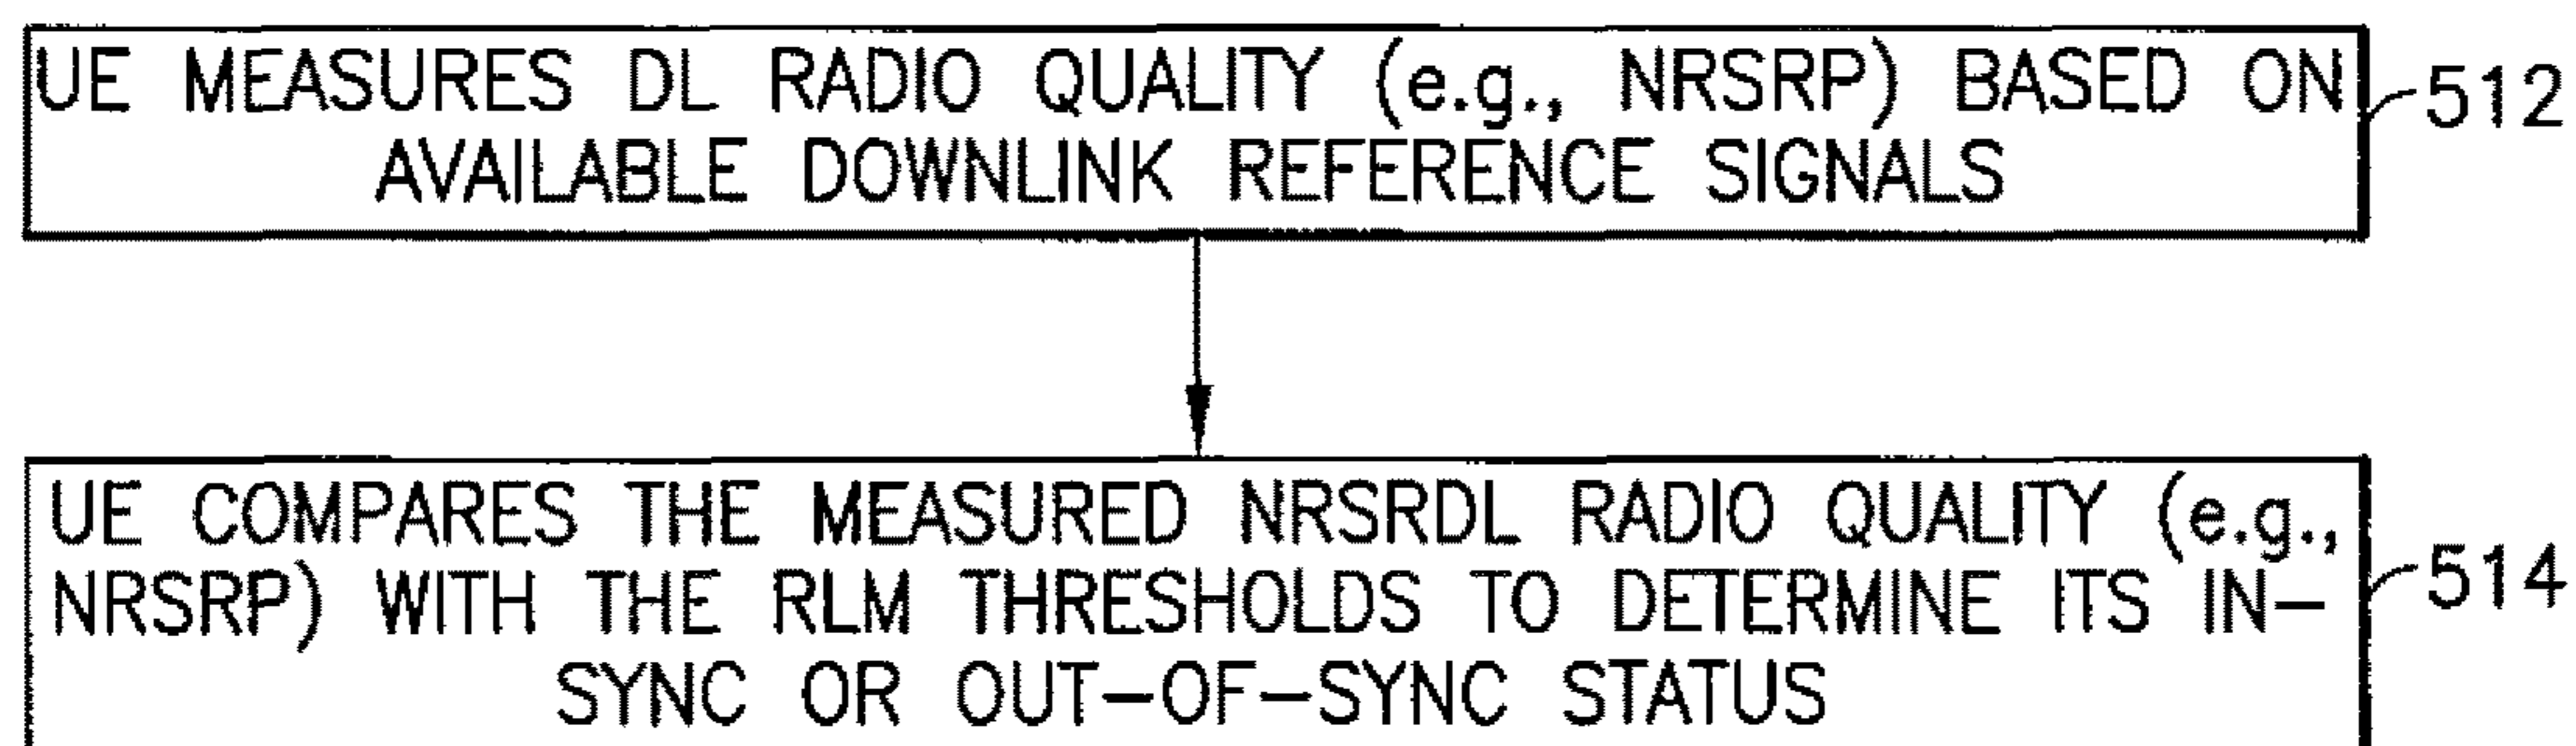 UE MEASURES DL RADIO QUALITY (e.g., NRSRP) BASED ON
AVAILABLE DOWNLINK REFERENCE SIGNALS
512
UE COMPARES THE MEASURED NRSRDL RADIO QUALITY (e.g.,
NRSRP) WITH THE RLM THRESHOLDS TO DETERMINE ITS IN-
SYNC OR OUT-OF-SYNC STATUS
514